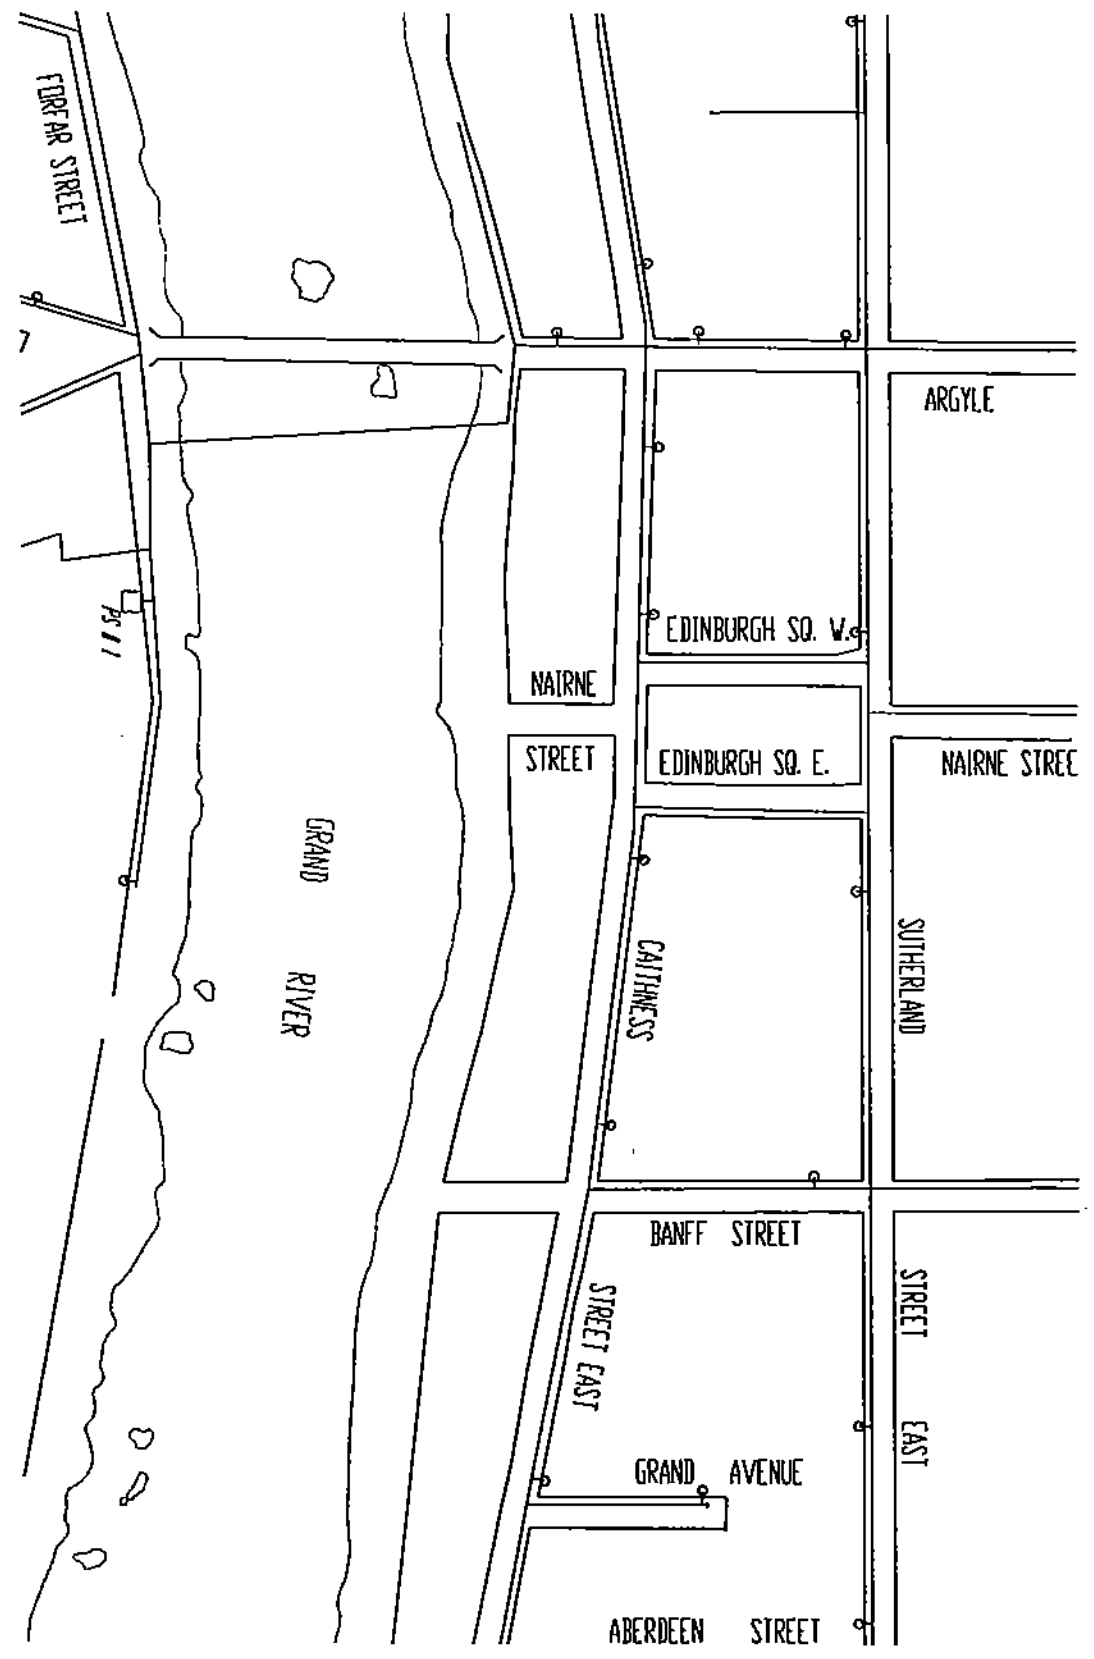 FORFAR STREET
7
ARGYLE
EDINBURGH SQ. W.
NAIRNE
STREET
EDINBURGH SQ. E.
NAIRNE STREE
GRAND
RIVER
CAITHNESS
SUTHERLAND
BANFF STREET
STREET EAST
STREET
EAST
GRAND AVENUE
ABERDEEN STREET